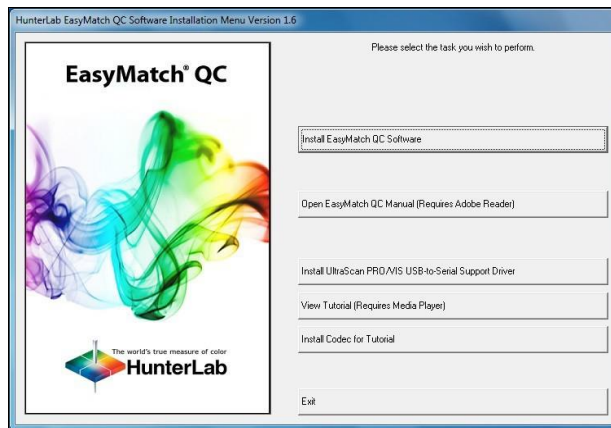 HunterLab EasyMatch QC Software Installation Menu Version 1.6
EasyMatch® QC
The world's true measure of color
HunterLab
Please select the task you wish to perform.
Install EasyMatch QC Software
Open EasyMatch QC Manual (Requires Adobe Reader)
Install UltraScan PRO/VIS USB-to-Serial Support Driver
View Tutorial (Requires Media Player)
Install Codec for Tutorial
Exit